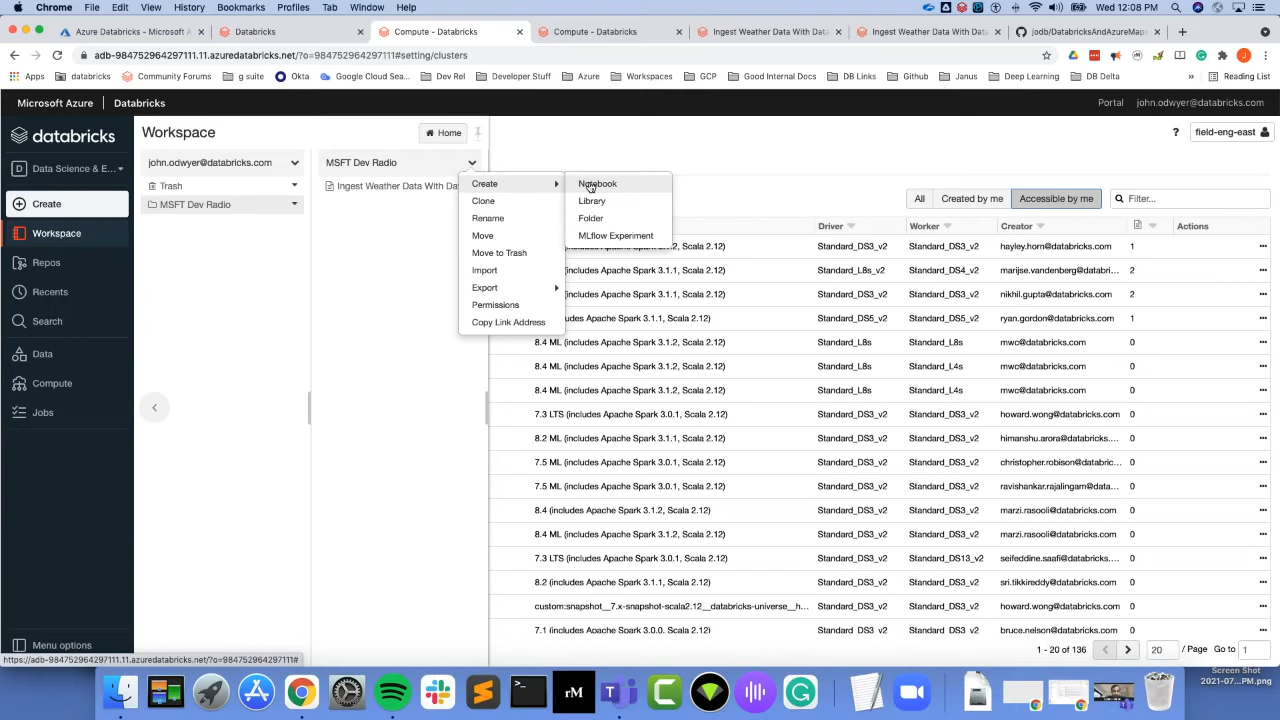 Chrome File Edit View History Bookmarks Profiles Tab Window Help
Wed 12:08 PM
Azure Databricks - Databricks
Databricks
Compute - Databricks
Compute - Databricks
Ingest Weather Data With Dat
Ingest Weather Data With Dat
jodb/DatabricksAndAzureMaps
adb-984752964297111.11.azuredatabricks.net/?o=984752964297111#setting/clusters
Apps databricks Community Forums g suite Okta Google Cloud Sea... Dev Rel Developer Stuff Azure Workspaces GCP Good Internal Docs DB Links Github Janus Deep Learning DB Delta » Reading List
Microsoft Azure Databricks Portal john.odwyer@databricks.com
databricks Workspace Home ? field-eng-east
D Data Science & E... john.odwyer@databricks.com MSFT Dev Radio
Trash Ingest Weather Data With Dat
Create MSFT Dev Radio
Workspace
Repos
Recents
Search
Data
Compute
Jobs
Menu options
Create
Clone
Rename
Move
Move to Trash
Import
Export
Permissions
Copy Link Address
Notebook
Library
Folder
MLflow Experiment
All Created by me Accessible by me Filter...
Driver Worker Creator Actions
(includes Apache Spark 3.1.2, Scala 2.12) Standard_DS3_v2 Standard_DS3_v2 hayley.horn@databricks.com 1 •••
(includes Apache Spark 3.1.1, Scala 2.12) Standard_L8s_v2 Standard_DS4_v2 marijse.vandenberg@databri... 2 •••
(includes Apache Spark 3.1.1, Scala 2.12) Standard_DS3_v2 Standard_DS3_v2 nikhil.gupta@databricks.com 2 •••
(includes Apache Spark 3.1.1, Scala 2.12) Standard_DS5_v2 Standard_DS5_v2 ryan.gordon@databricks.com 1 •••
8.4 ML (includes Apache Spark 3.1.2, Scala 2.12) Standard_L8s Standard_DS3_v2 mwc@databricks.com 0 •••
8.4 ML (includes Apache Spark 3.1.2, Scala 2.12) Standard_L8s Standard_L4s mwc@databricks.com 0 •••
8.4 ML (includes Apache Spark 3.1.2, Scala 2.12) Standard_L8s Standard_L4s mwc@databricks.com 0 •••
7.3 LTS (includes Apache Spark 3.0.1, Scala 2.12) Standard_DS3_v2 Standard_DS3_v2 howard.wong@databricks.com 0 •••
8.2 ML (includes Apache Spark 3.1.1, Scala 2.12) Standard_DS3_v2 Standard_DS3_v2 himanshu.arora@databricks... 0 •••
7.5 ML (includes Apache Spark 3.0.1, Scala 2.12) Standard_DS3_v2 Standard_DS3_v2 christopher.robison@databric... 0 •••
7.5 ML (includes Apache Spark 3.0.1, Scala 2.12) Standard_DS3_v2 Standard_DS3_v2 ravishankar.rajalingam@data... 0 •••
8.4 (includes Apache Spark 3.1.2, Scala 2.12) Standard_DS3_v2 Standard_DS3_v2 marzi.rasooli@databricks.com 0 •••
8.4 ML (includes Apache Spark 3.1.2, Scala 2.12) Standard_DS3_v2 Standard_DS3_v2 marzi.rasooli@databricks.com 0 •••
7.3 LTS (includes Apache Spark 3.0.1, Scala 2.12) Standard_DS3_v2 Standard_DS13_v2 seifeddine.saafi@databricks... 0 •••
8.2 (includes Apache Spark 3.1.1, Scala 2.12) Standard_DS3_v2 Standard_DS3_v2 sri.tikkireddy@databricks.com 0 •••
custom:snapshot__7.x-snapshot-scala2.12__databricks-universe__h... Standard_DS3_v2 Standard_DS3_v2 howard.wong@databricks.com 0 •••
7.1 (includes Apache Spark 3.0.0, Scala 2.12) Standard_DS3_v2 Standard_DS3_v2 bruce.nelson@databricks.com 0 •••
1 - 20 of 136 20 / Page Go to 1
https://adb-984752964297111.11.azuredatabricks.net/?o=984752964297111#
Screen Shot
2021-07...PM.png
rM